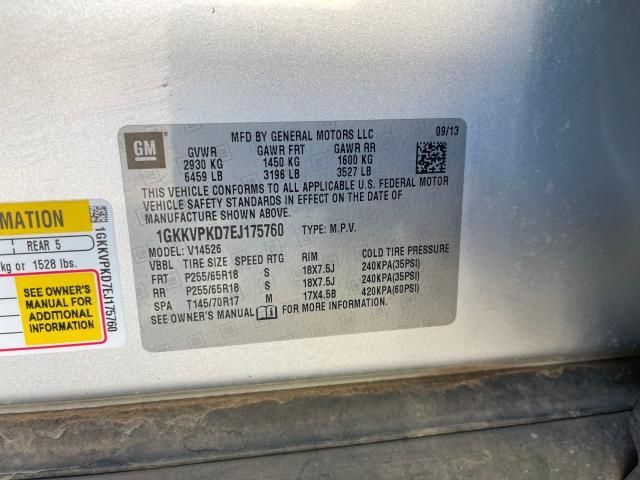 GM
MFD BY GENERAL MOTORS LLC 09/13
GVWR GAWR FRT GAWR RR
2930 KG 1450 KG 1600 KG
6459 LB 3196 LB 3527 LB
THIS VEHICLE CONFORMS TO ALL APPLICABLE U.S. FEDERAL MOTOR
VEHICLE SAFETY STANDARDS IN EFFECT ON THE DATE OF
MANUFACTURE SHOWN ABOVE.
1GKKVPKD7EJ175760 TYPE: M.P.V.
MODEL: V14526
VBBL TIRE SIZE SPEED RTG RIM COLD TIRE PRESSURE
FRT P255/65R18 S 18X7.5J 240KPA(35PSI)
RR P255/65R18 S 18X7.5J 240KPA(35PSI)
SPA T145/70R17 M 17X4.5B 420KPA(60PSI)
SEE OWNER'S MANUAL FOR MORE INFORMATION.
MATION
REAR 5
kg or 1528 lbs.
SEE OWNER'S
MANUAL FOR
ADDITIONAL
INFORMATION
1GKKVPKD7EJ175760